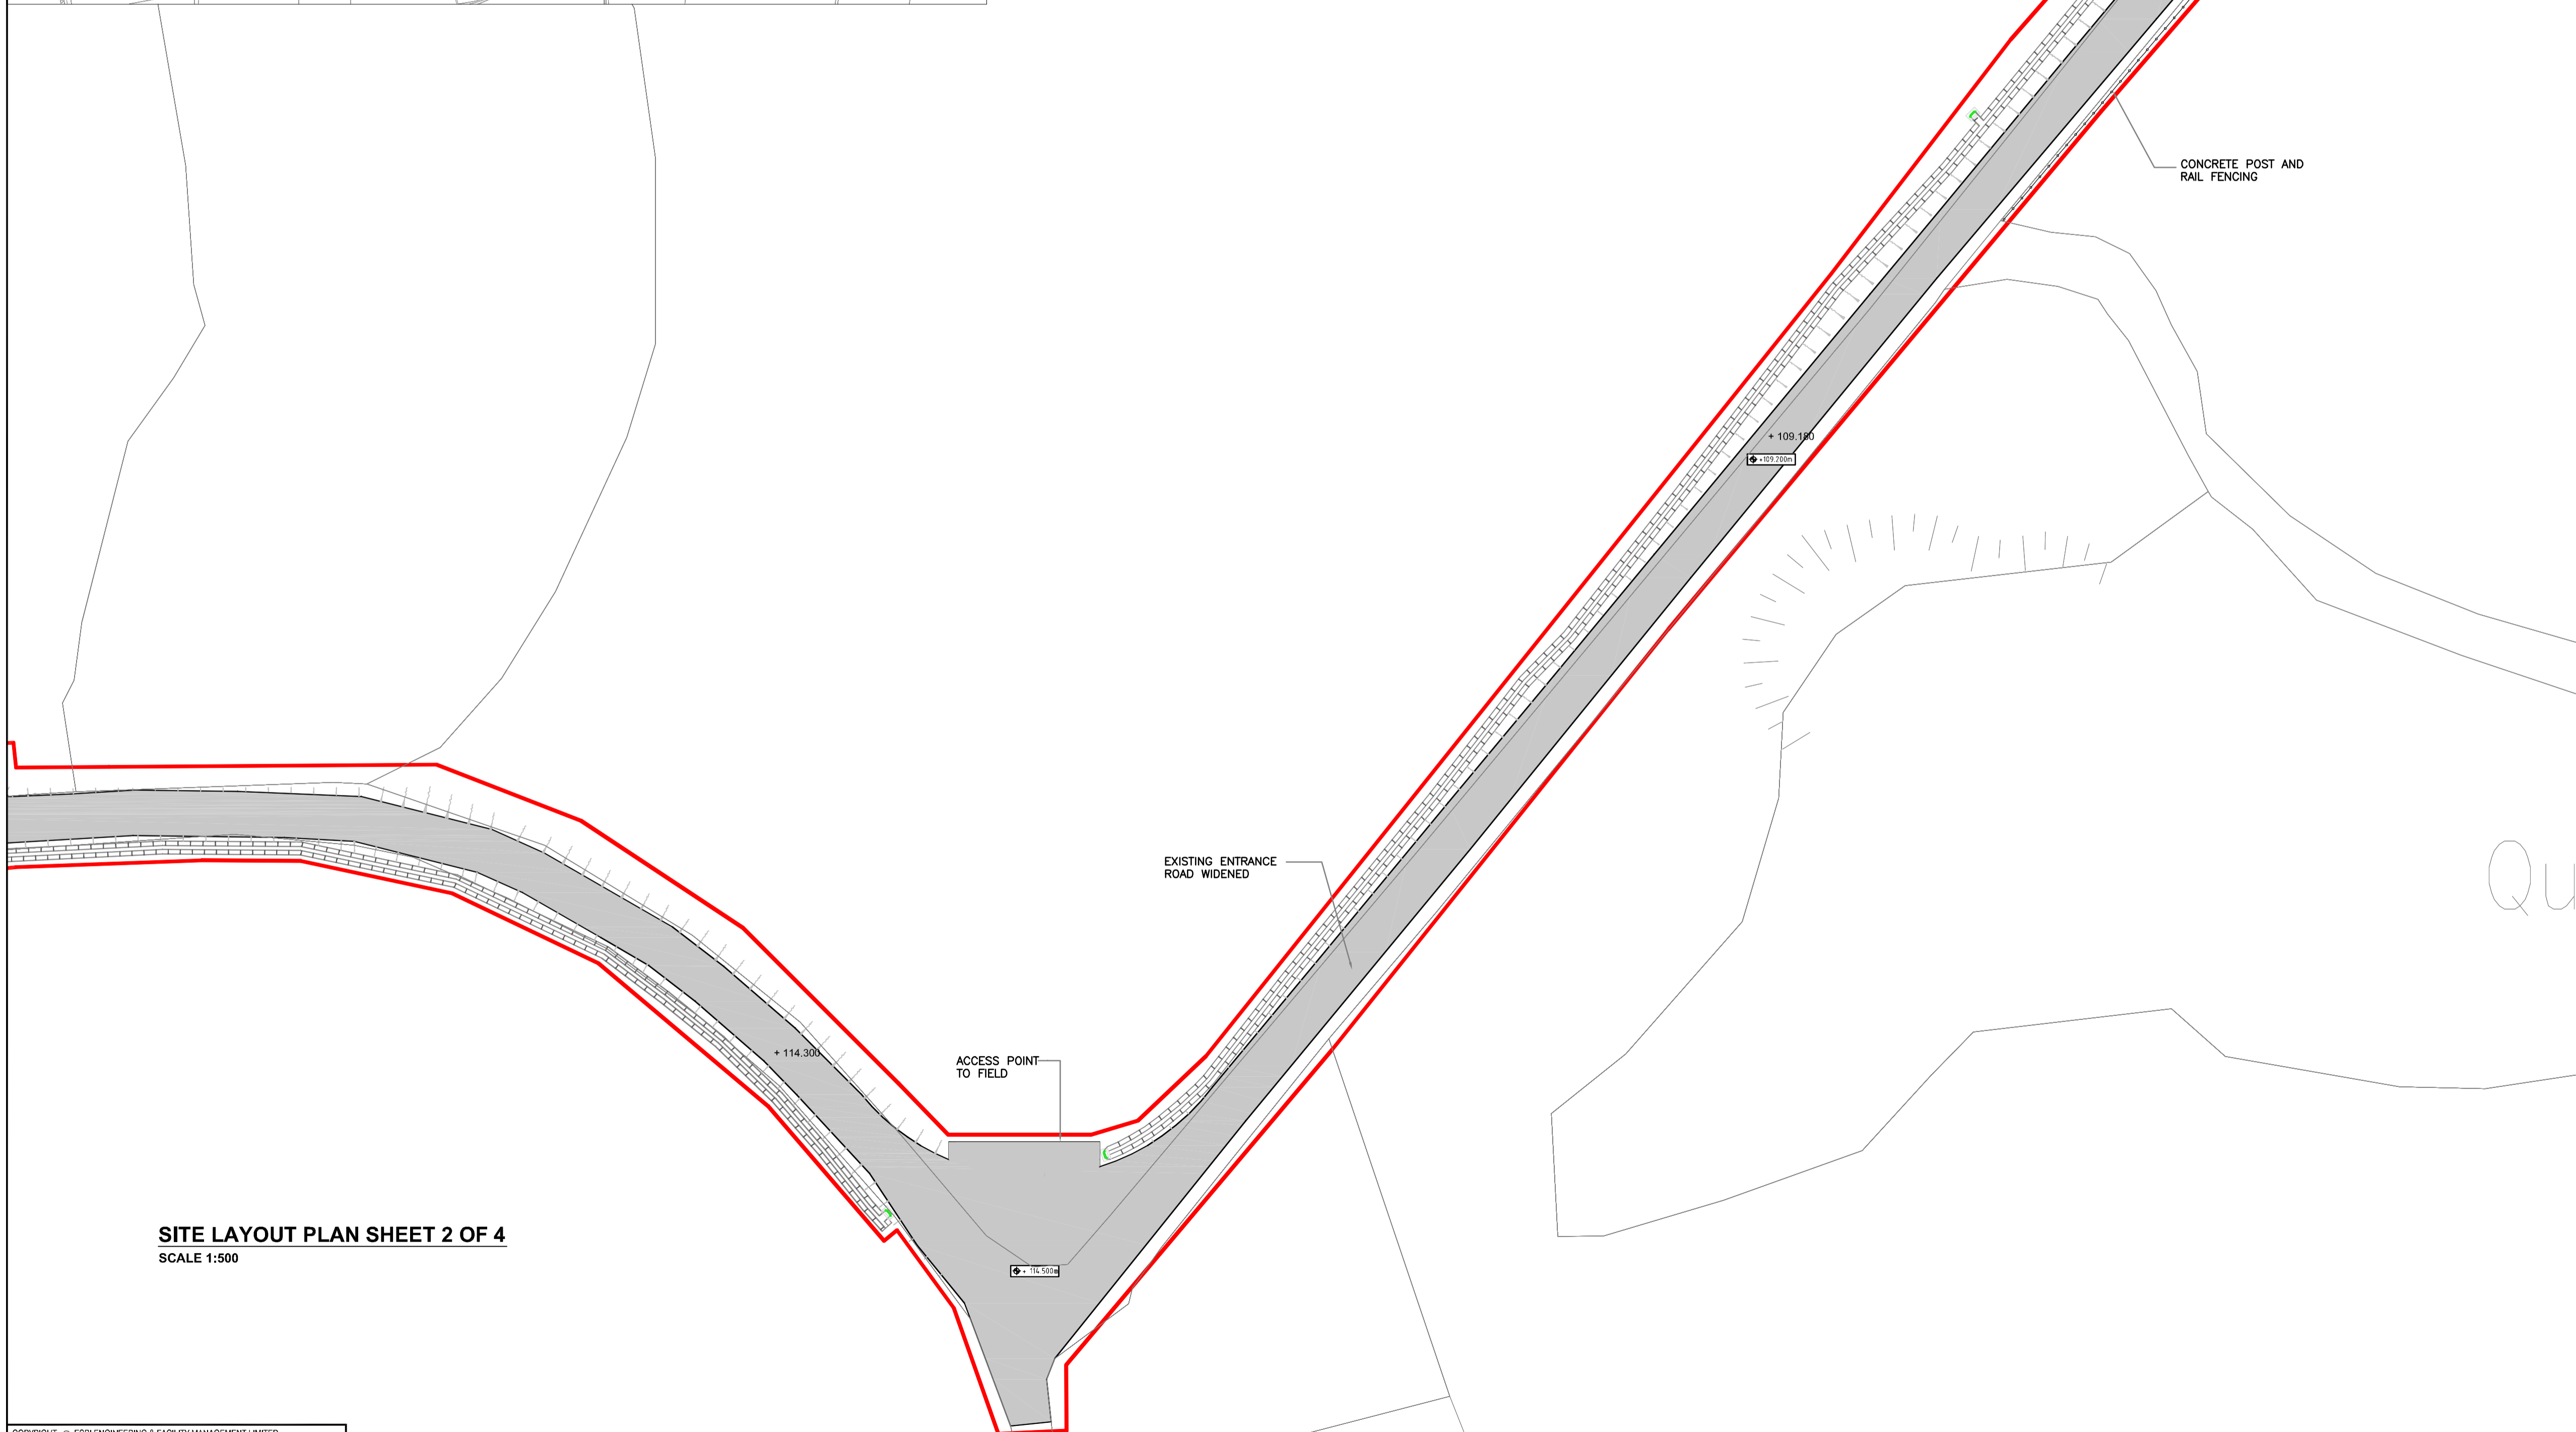 CONCRETE POST AND
RAIL FENCING
+ 109.180
+109.200m
EXISTING ENTRANCE
ROAD WIDENED
+ 114.300
ACCESS POINT
TO FIELD
SITE LAYOUT PLAN SHEET 2 OF 4
SCALE 1:500
+ 114.500m
Qu